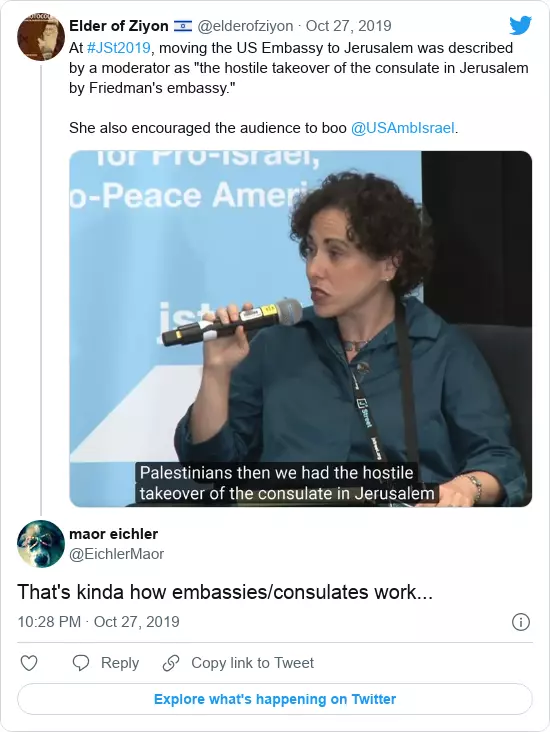 Elder of Ziyon 🇮🇱 @elderofziyon · Oct 27, 2019
At #JSt2019, moving the US Embassy to Jerusalem was described
by a moderator as "the hostile takeover of the consulate in Jerusalem
by Friedman's embassy."
She also encouraged the audience to boo @USAmbIsrael.
for Pro-Israel,
o-Peace Ameri
jst
J Street
Palestinians then we had the hostile
takeover of the consulate in Jerusalem
maor eichler
@EichlerMaor
That's kinda how embassies/consulates work...
10:28 PM · Oct 27, 2019
Reply
Copy link to Tweet
Explore what's happening on Twitter